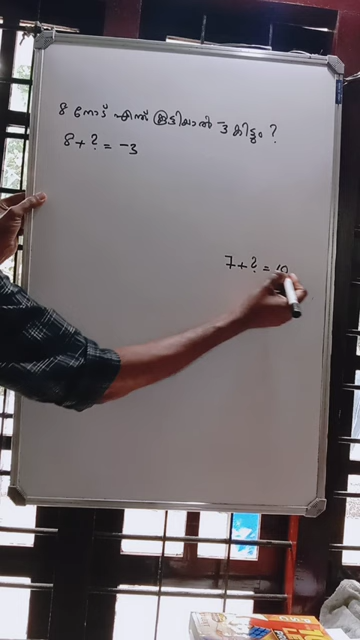 8 നോട് എന്ത് കൂട്ടിയാൽ -3 കിട്ടും ?
8 + ? = -3
7 + ? = 10